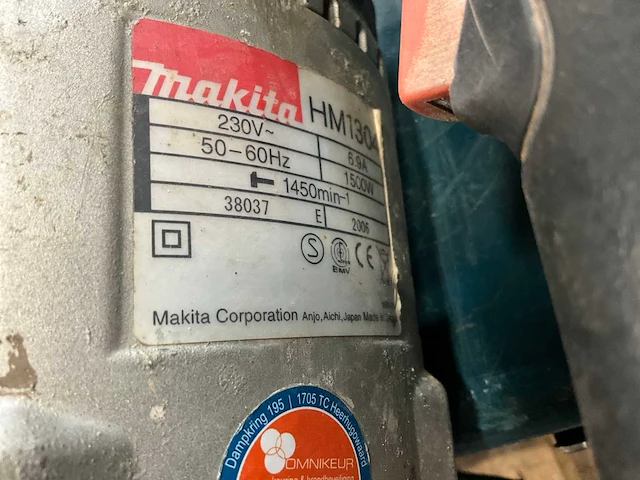 makita
HM1304
230V~ 6.9A
50-60Hz 1500W
1450min-1
38037 E 2006
S EMV CE
Makita Corporation Anjo, Aichi, Japan Made in
Dampkring 195 | 1705 TC Heerhugowaard
OMNIKEUR